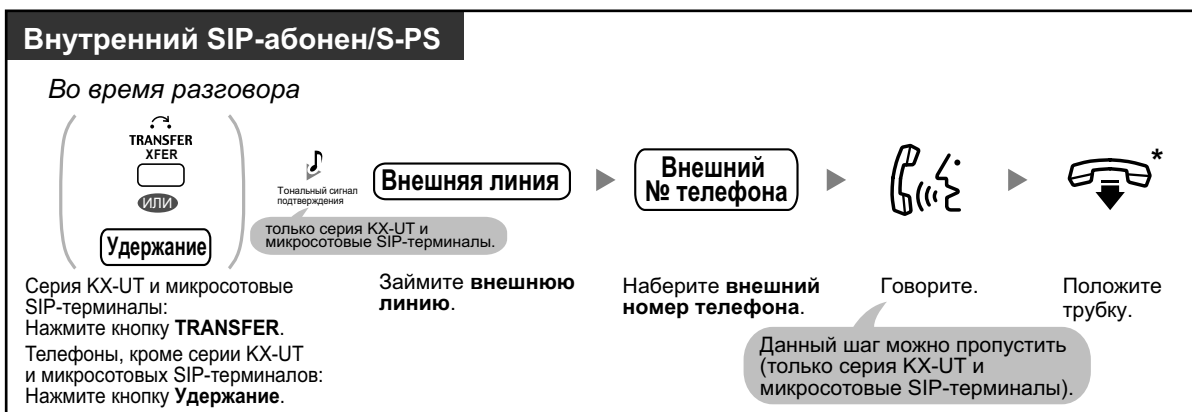 Внутренний SIP-абонен/S-PS
Во время разговора
TRANSFER
XFER
ИЛИ
Удержание
Тональный сигнал
подтверждения
только серия KX-UT и
микросотовые SIP-терминалы.
Внешняя линия
Внешний
№ телефона
*
Серия KX-UT и микросотовые
SIP-терминалы:
Нажмите кнопку TRANSFER.
Телефоны, кроме серии KX-UT
и микросотовых SIP-терминалов:
Нажмите кнопку Удержание.
Займите внешнюю
линию.
Наберите внешний
номер телефона.
Говорите.
Данный шаг можно пропустить
(только серия KX-UT и
микросотовые SIP-терминалы).
Положите
трубку.